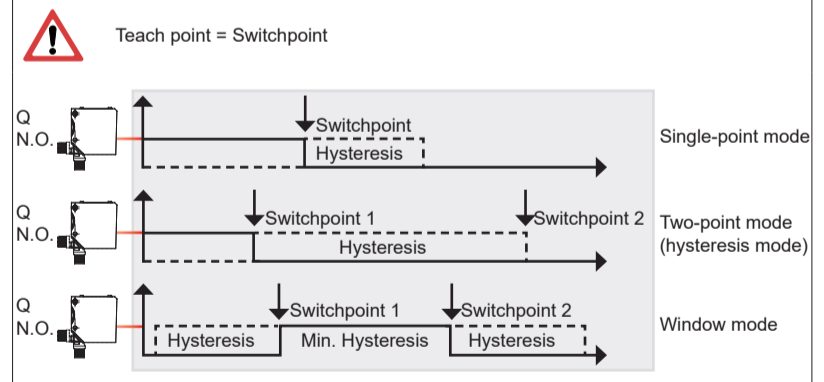 Teach point = Switchpoint
Q
N.O.
Switchpoint
Hysteresis
Single-point mode
Q
N.O.
Switchpoint 1
Switchpoint 2
Hysteresis
Two-point mode
(hysteresis mode)
Q
N.O.
Switchpoint 1
Switchpoint 2
Hysteresis
Min. Hysteresis
Hysteresis
Window mode